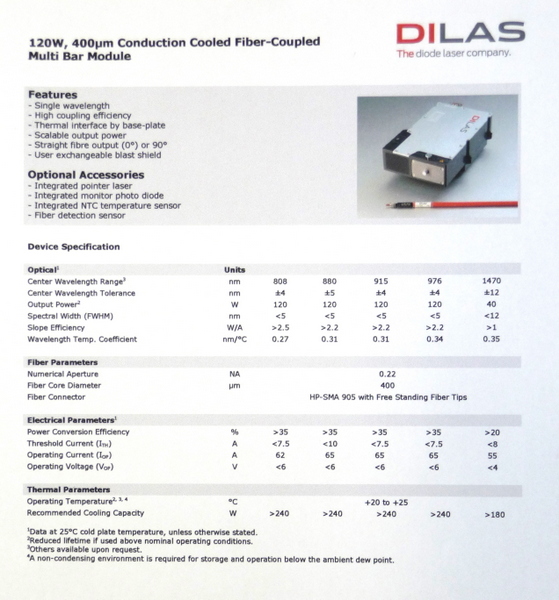 DILAS
The diode laser company.
120W, 400µm Conduction Cooled Fiber-Coupled
Multi Bar Module
Features
- Single wavelength
- High coupling efficiency
- Thermal interface by base-plate
- Scalable output power
- Straight fibre output (0°) or 90°
- User exchangeable blast shield
Optional Accessories
- Integrated pointer laser
- Integrated monitor photo diode
- Integrated NTC temperature sensor
- Fiber detection sensor
DILAS
Device Specification
Optical¹ Units
Center Wavelength Range³ nm 808 880 915 976 1470
Center Wavelength Tolerance nm ±4 ±5 ±4 ±4 ±12
Output Power² W 120 120 120 120 40
Spectral Width (FWHM) nm <5 <5 <5 <5 <12
Slope Efficiency W/A >2.5 >2.2 >2.2 >2.2 >1
Wavelength Temp. Coefficient nm/°C 0.27 0.31 0.31 0.34 0.35
Fiber Parameters
Numerical Aperture NA 0.22
Fiber Core Diameter µm 400
Fiber Connector HP-SMA 905 with Free Standing Fiber Tips
Electrical Parameters¹
Power Conversion Efficiency % >35 >35 >35 >35 >20
Threshold Current (ITH) A <7.5 <10 <7.5 <7.5 <8
Operating Current (IOP) A 62 65 65 65 55
Operating Voltage (VOP) V <6 <6 <6 <6 <4
Thermal Parameters
Operating Temperature², ³, ⁴ °C +20 to +25
Recommended Cooling Capacity W >240 >240 >240 >240 >180
¹Data at 25°C cold plate temperature, unless otherwise stated.
²Reduced lifetime if used above nominal operating conditions.
³Others available upon request.
⁴A non-condensing environment is required for storage and operation below the ambient dew point.